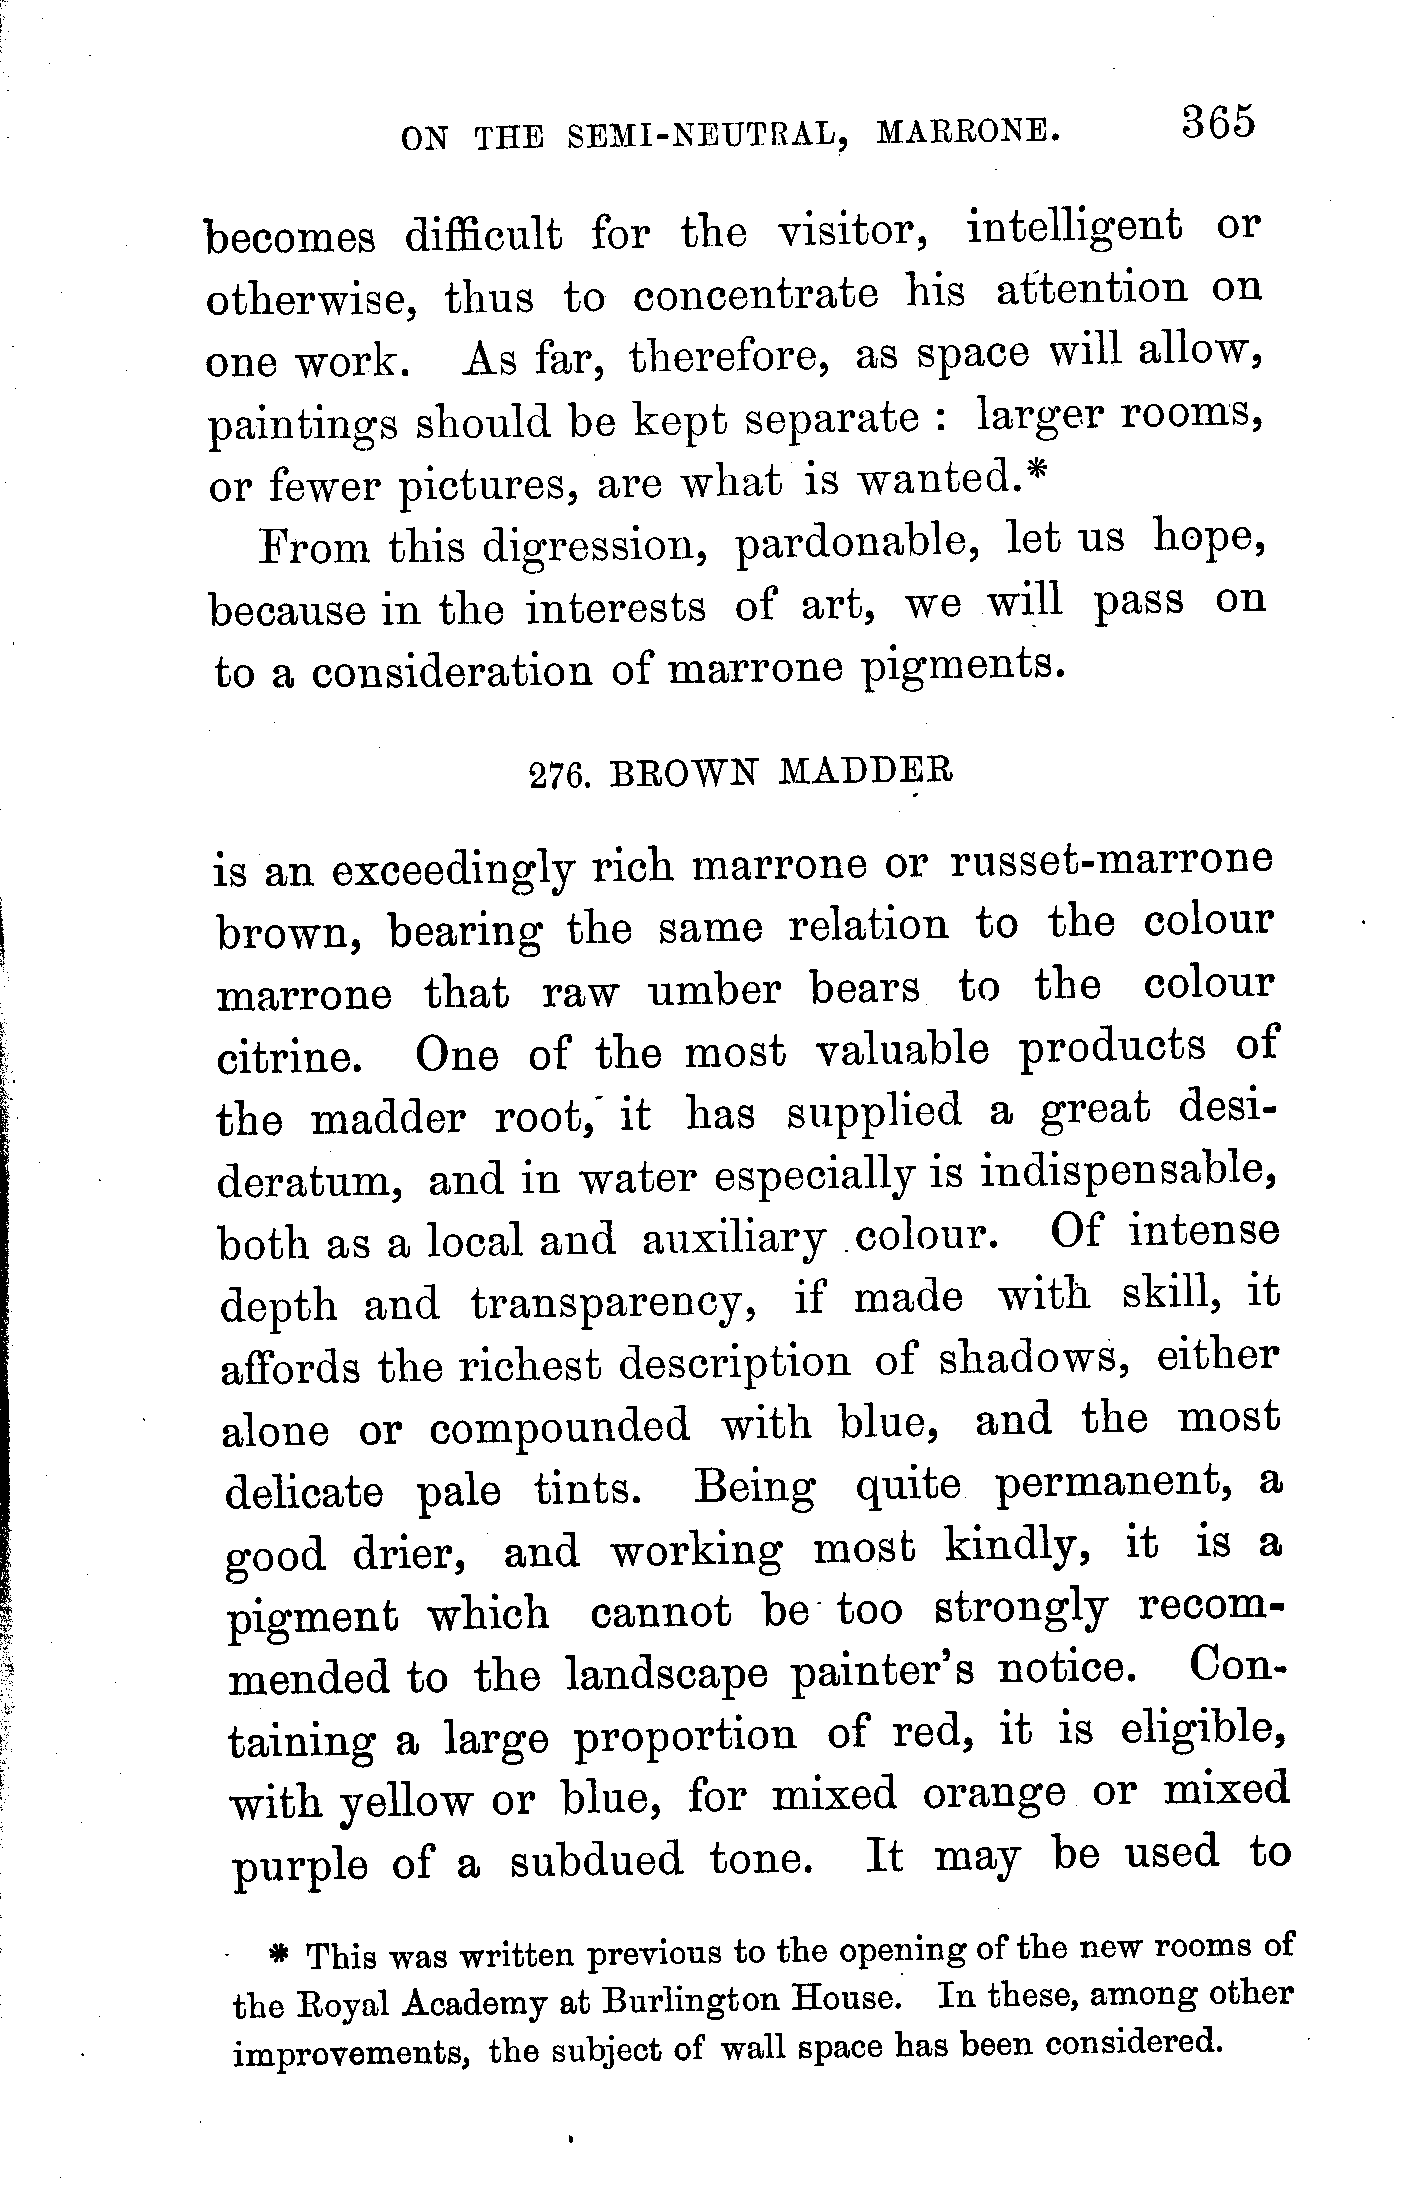 ON THE SEMI-NEUTRAL, MARRONE. 365
becomes difficult for the visitor, intelligent or
otherwise, thus to concentrate his attention on
one work. As far, therefore, as space will allow,
paintings should be kept separate : larger rooms,
or fewer pictures, are what is wanted.*
From this digression, pardonable, let us hope,
because in the interests of art, we will pass on
to a consideration of marrone pigments.
276. BROWN MADDER
is an exceedingly rich marrone or russet-marrone
brown, bearing the same relation to the colour
marrone that raw umber bears to the colour
citrine. One of the most valuable products of
the madder root, it has supplied a great desi-
deratum, and in water especially is indispensable,
both as a local and auxiliary colour. Of intense
depth and transparency, if made with skill, it
affords the richest description of shadows, either
alone or compounded with blue, and the most
delicate pale tints. Being quite permanent, a
good drier, and working most kindly, it is a
pigment which cannot be too strongly recom-
mended to the landscape painter's notice. Con-
taining a large proportion of red, it is eligible,
with yellow or blue, for mixed orange or mixed
purple of a subdued tone. It may be used to
* This was written previous to the opening of the new rooms of
the Royal Academy at Burlington House. In these, among other
improvements, the subject of wall space has been considered.